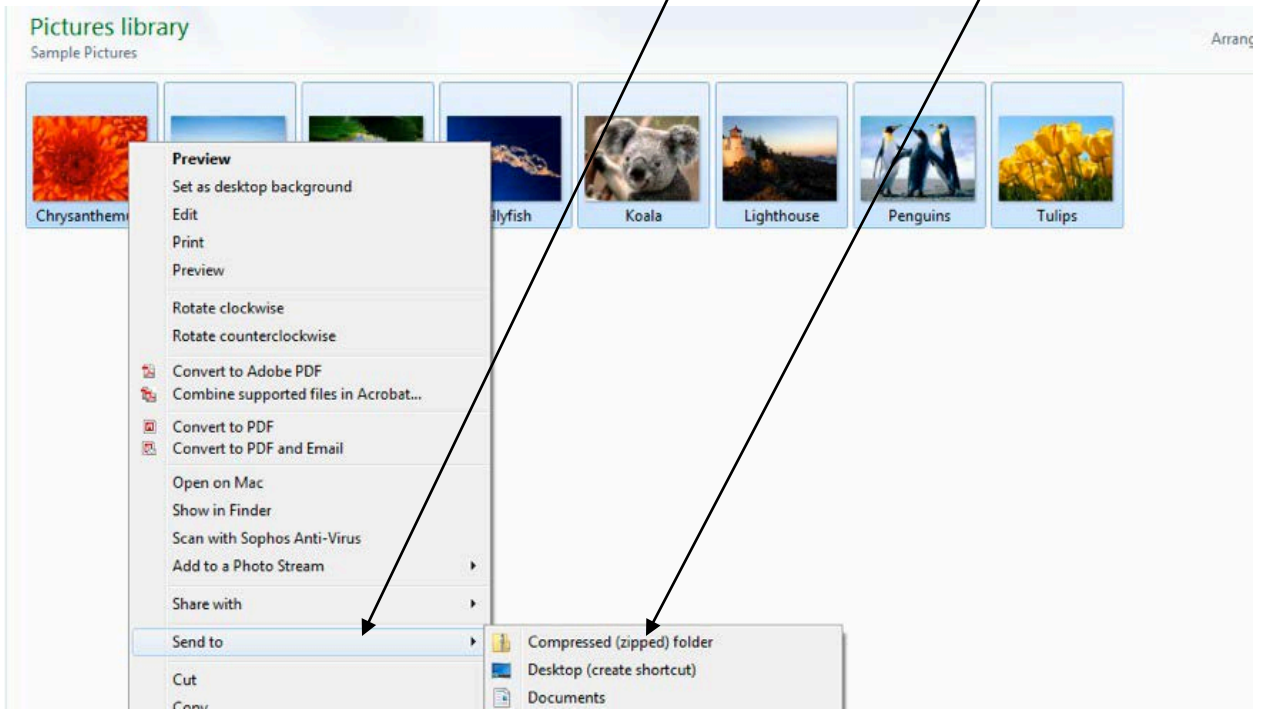 Pictures library
Sample Pictures
Arrang
Chrysanthem
llyfish
Koala
Lighthouse
Penguins
Tulips
Preview
Set as desktop background
Edit
Print
Preview
Rotate clockwise
Rotate counterclockwise
Convert to Adobe PDF
Combine supported files in Acrobat...
Convert to PDF
Convert to PDF and Email
Open on Mac
Show in Finder
Scan with Sophos Anti-Virus
Add to a Photo Stream
Share with
Send to
Compressed (zipped) folder
Desktop (create shortcut)
Documents
Cut
Copy